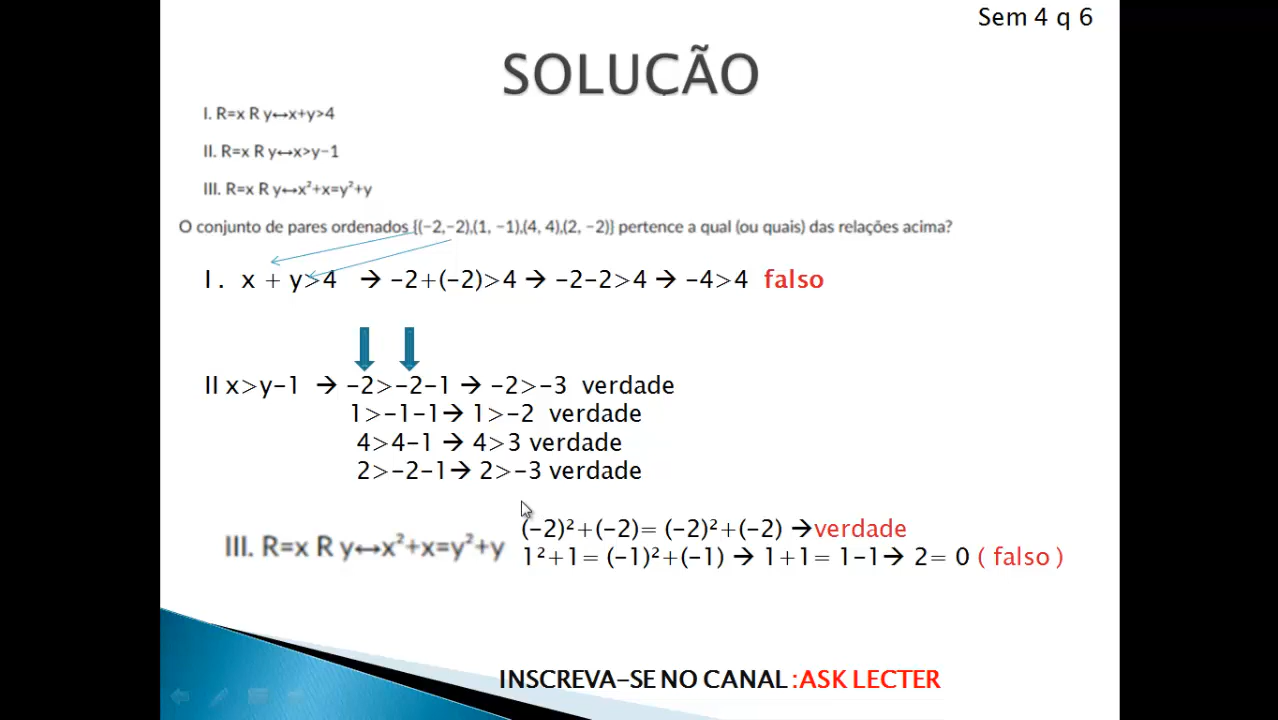 Sem 4 q 6
SOLUÇÃO
I. R=x R y↔x+y>4
II. R=x R y↔x>y−1
III. R=x R y↔x²+x=y²+y
O conjunto de pares ordenados {(−2,−2),(1, −1),(4, 4),(2, −2)} pertence a qual (ou quais) das relações acima?
I . x + y>4 → -2+(-2)>4 → -2-2>4 → -4>4 falso
II x>y-1 → -2>-2-1 → -2>-3 verdade
1>-1-1→ 1>-2 verdade
4>4-1 → 4>3 verdade
2>-2-1→ 2>-3 verdade
III. R=x R y↔x²+x=y²+y
(-2)²+(-2)= (-2)²+(-2) →verdade
1²+1= (-1)²+(-1) → 1+1= 1-1→ 2= 0 ( falso )
INSCREVA-SE NO CANAL :ASK LECTER